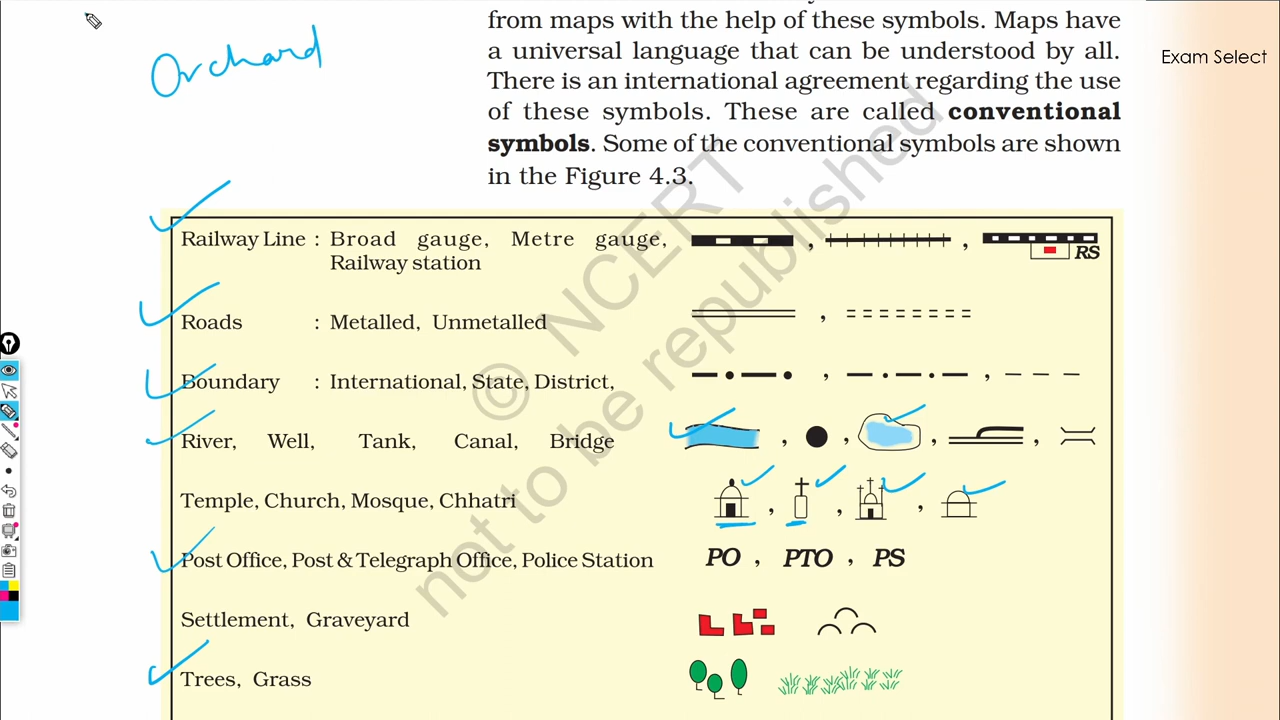 Orchard
from maps with the help of these symbols. Maps have
a universal language that can be understood by all.
There is an international agreement regarding the use
of these symbols. These are called conventional
symbols. Some of the conventional symbols are shown
in the Figure 4.3.
Exam Select
Railway Line : Broad gauge, Metre gauge,
Railway station
RS
Roads : Metalled, Unmetalled
Boundary : International, State, District,
River, Well, Tank, Canal, Bridge
Temple, Church, Mosque, Chhatri
Post Office, Post & Telegraph Office, Police Station PO , PTO , PS
Settlement, Graveyard
Trees, Grass
© NCERT
not to be republished